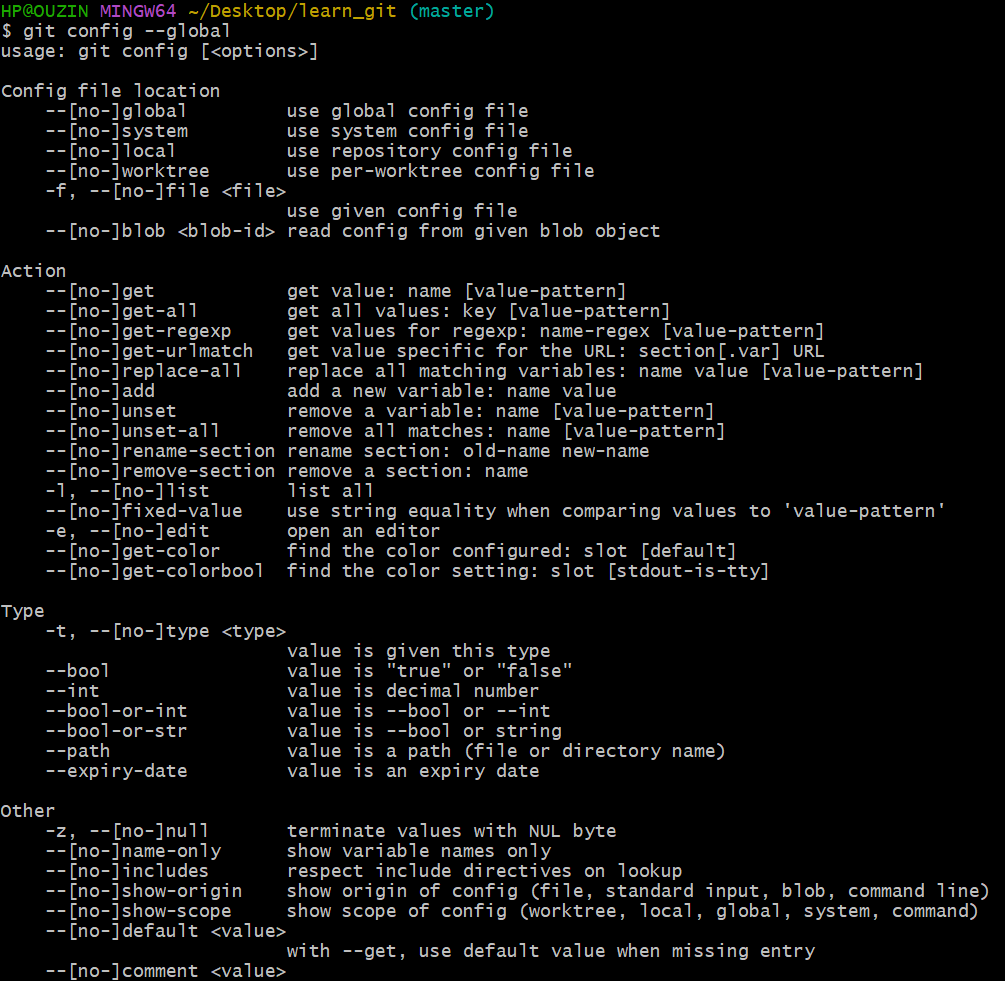 HP@OUZIN MINGW64 ~/Desktop/learn_git (master)
$ git config --global
usage: git config [<options>]

Config file location
    --[no-]global         use global config file
    --[no-]system         use system config file
    --[no-]local          use repository config file
    --[no-]worktree       use per-worktree config file
    -f, --[no-]file <file>
                          use given config file
    --[no-]blob <blob-id> read config from given blob object

Action
    --[no-]get            get value: name [value-pattern]
    --[no-]get-all        get all values: key [value-pattern]
    --[no-]get-regexp     get values for regexp: name-regex [value-pattern]
    --[no-]get-urlmatch   get value specific for the URL: section[.var] URL
    --[no-]replace-all    replace all matching variables: name value [value-pattern]
    --[no-]add            add a new variable: name value
    --[no-]unset          remove a variable: name [value-pattern]
    --[no-]unset-all      remove all matches: name [value-pattern]
    --[no-]rename-section rename section: old-name new-name
    --[no-]remove-section remove a section: name
    -l, --[no-]list       list all
    --[no-]fixed-value    use string equality when comparing values to 'value-pattern'
    -e, --[no-]edit       open an editor
    --[no-]get-color      find the color configured: slot [default]
    --[no-]get-colorbool  find the color setting: slot [stdout-is-tty]

Type
    -t, --[no-]type <type>
                          value is given this type
    --bool                value is "true" or "false"
    --int                 value is decimal number
    --bool-or-int         value is --bool or --int
    --bool-or-str         value is --bool or string
    --path                value is a path (file or directory name)
    --expiry-date         value is an expiry date

Other
    -z, --[no-]null       terminate values with NUL byte
    --[no-]name-only      show variable names only
    --[no-]includes       respect include directives on lookup
    --[no-]show-origin    show origin of config (file, standard input, blob, command line)
    --[no-]show-scope     show scope of config (worktree, local, global, system, command)
    --[no-]default <value>
                          with --get, use default value when missing entry
    --[no-]comment <value>